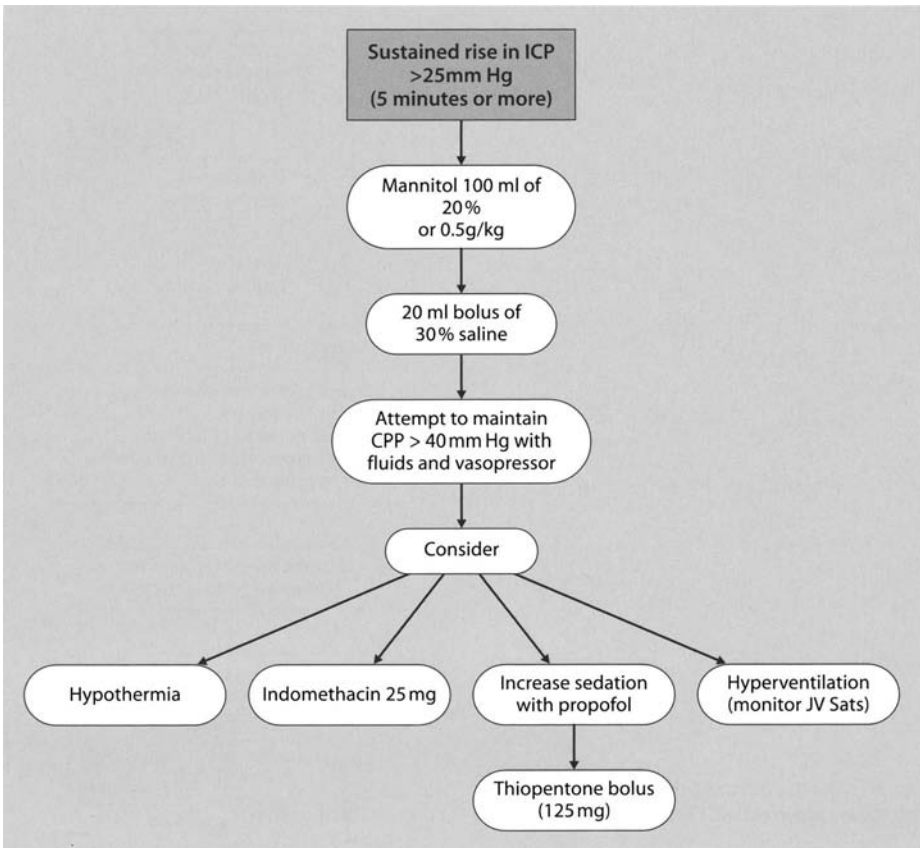 Sustained rise in ICP
>25mm Hg
(5 minutes or more)
Mannitol 100 ml of
20%
or 0.5g/kg
20 ml bolus of
30% saline
Attempt to maintain
CPP > 40 mm Hg with
fluids and vasopressor
Consider
Hypothermia
Indomethacin 25 mg
Increase sedation
with propofol
Hyperventilation
(monitor JV Sats)
Thiopentone bolus
(125 mg)